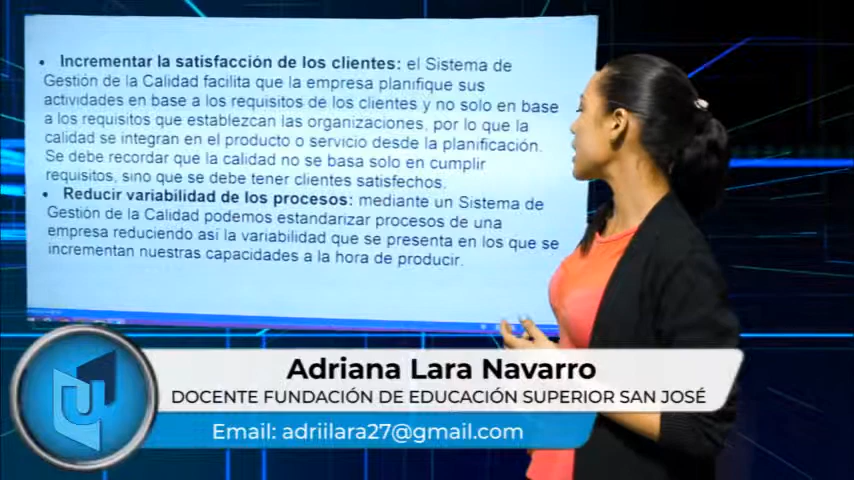 • Incrementar la satisfacción de los clientes: el Sistema de
Gestión de la Calidad facilita que la empresa planifique sus
actividades en base a los requisitos de los clientes y no solo en base
a los requisitos que establezcan las organizaciones, por lo que la
calidad se integran en el producto o servicio desde la planificación.
Se debe recordar que la calidad no se basa solo en cumplir
requisitos, sino que se debe tener clientes satisfechos.
• Reducir variabilidad de los procesos: mediante un Sistema de
Gestión de la Calidad podemos estandarizar procesos de una
empresa reduciendo así la variabilidad que se presenta en los que se
incrementan nuestras capacidades a la hora de producir.
Adriana Lara Navarro
DOCENTE FUNDACIÓN DE EDUCACIÓN SUPERIOR SAN JOSÉ
Email: adriilara27@gmail.com